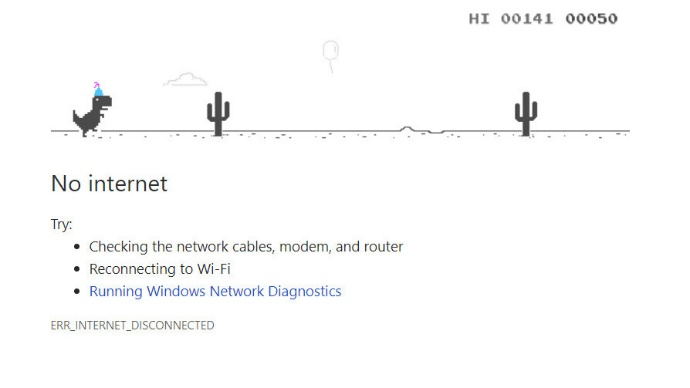 HI 00141 00050
No internet
Try:
• Checking the network cables, modem, and router
• Reconnecting to Wi-Fi
• Running Windows Network Diagnostics
ERR_INTERNET_DISCONNECTED